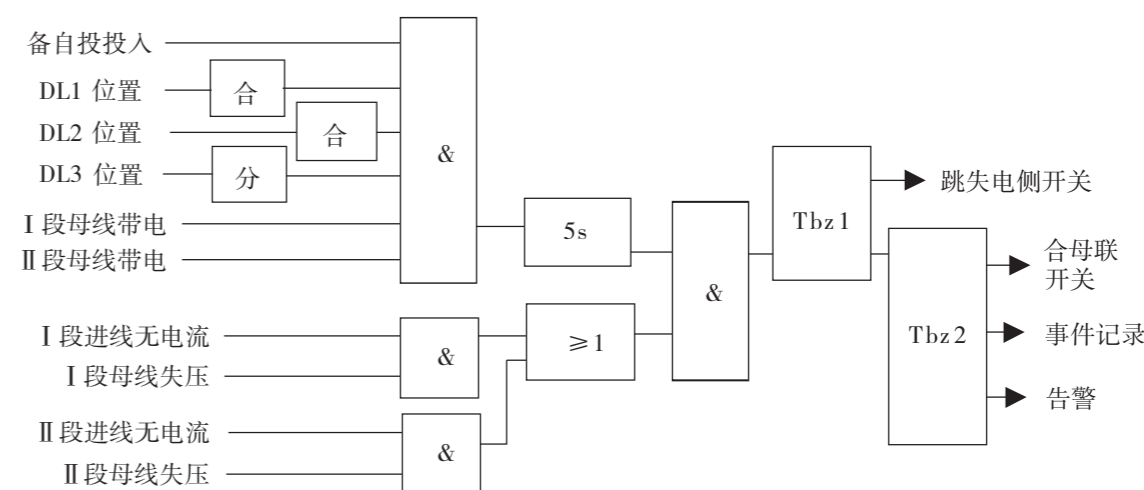 备自投投入
DL1 位置
合
DL2 位置
合
DL3 位置
分
Ⅰ段母线带电
Ⅱ段母线带电
&
5s
Ⅰ段进线无电流
Ⅰ段母线失压
&
Ⅱ段进线无电流
Ⅱ段母线失压
&
≥1
&
Tbz1
跳失电侧开关
Tbz2
合母联
开关
事件记录
告警